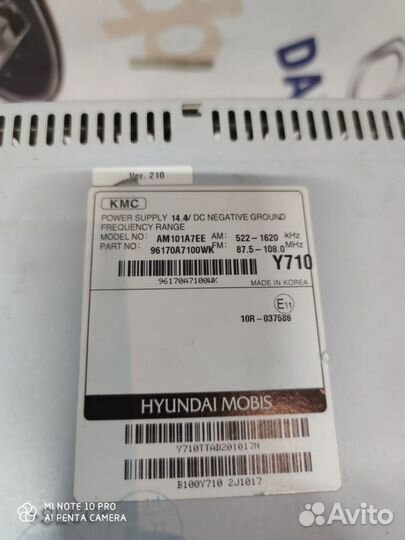 DA
Ver. 210
KMC
POWER SUPPLY 14.4V DC NEGATIVE GROUND
FREQUENCY RANGE
MODEL NO: AM101A7EE AM: 522-1620 kHz
PART NO: 96170A7100WK FM: 87.5-108.0 MHz
Y710
96170A7100WK
MADE IN KOREA
E11
10R-037586
HYUNDAI MOBIS
Y710TTAD201017M
B100Y710 2J1017
MI NOTE 10 PRO
AI PENTA CAMERA
Avito